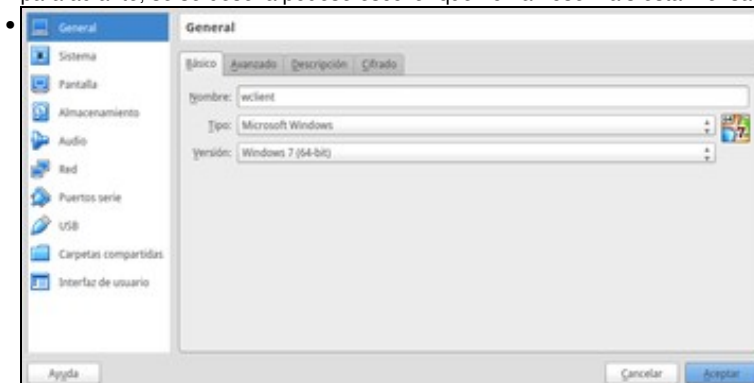 General
Sistema
Pantalla
Almacenamiento
Audio
Red
Puertos serie
USB
Carpetas compartidas
Interfaz de usuario
General
Básico Avanzado Descripción Cifrado
Nombre: wclient
Tipo: Microsoft Windows
Versión: Windows 7 (64-bit)
Ayuda Cancelar Aceptar